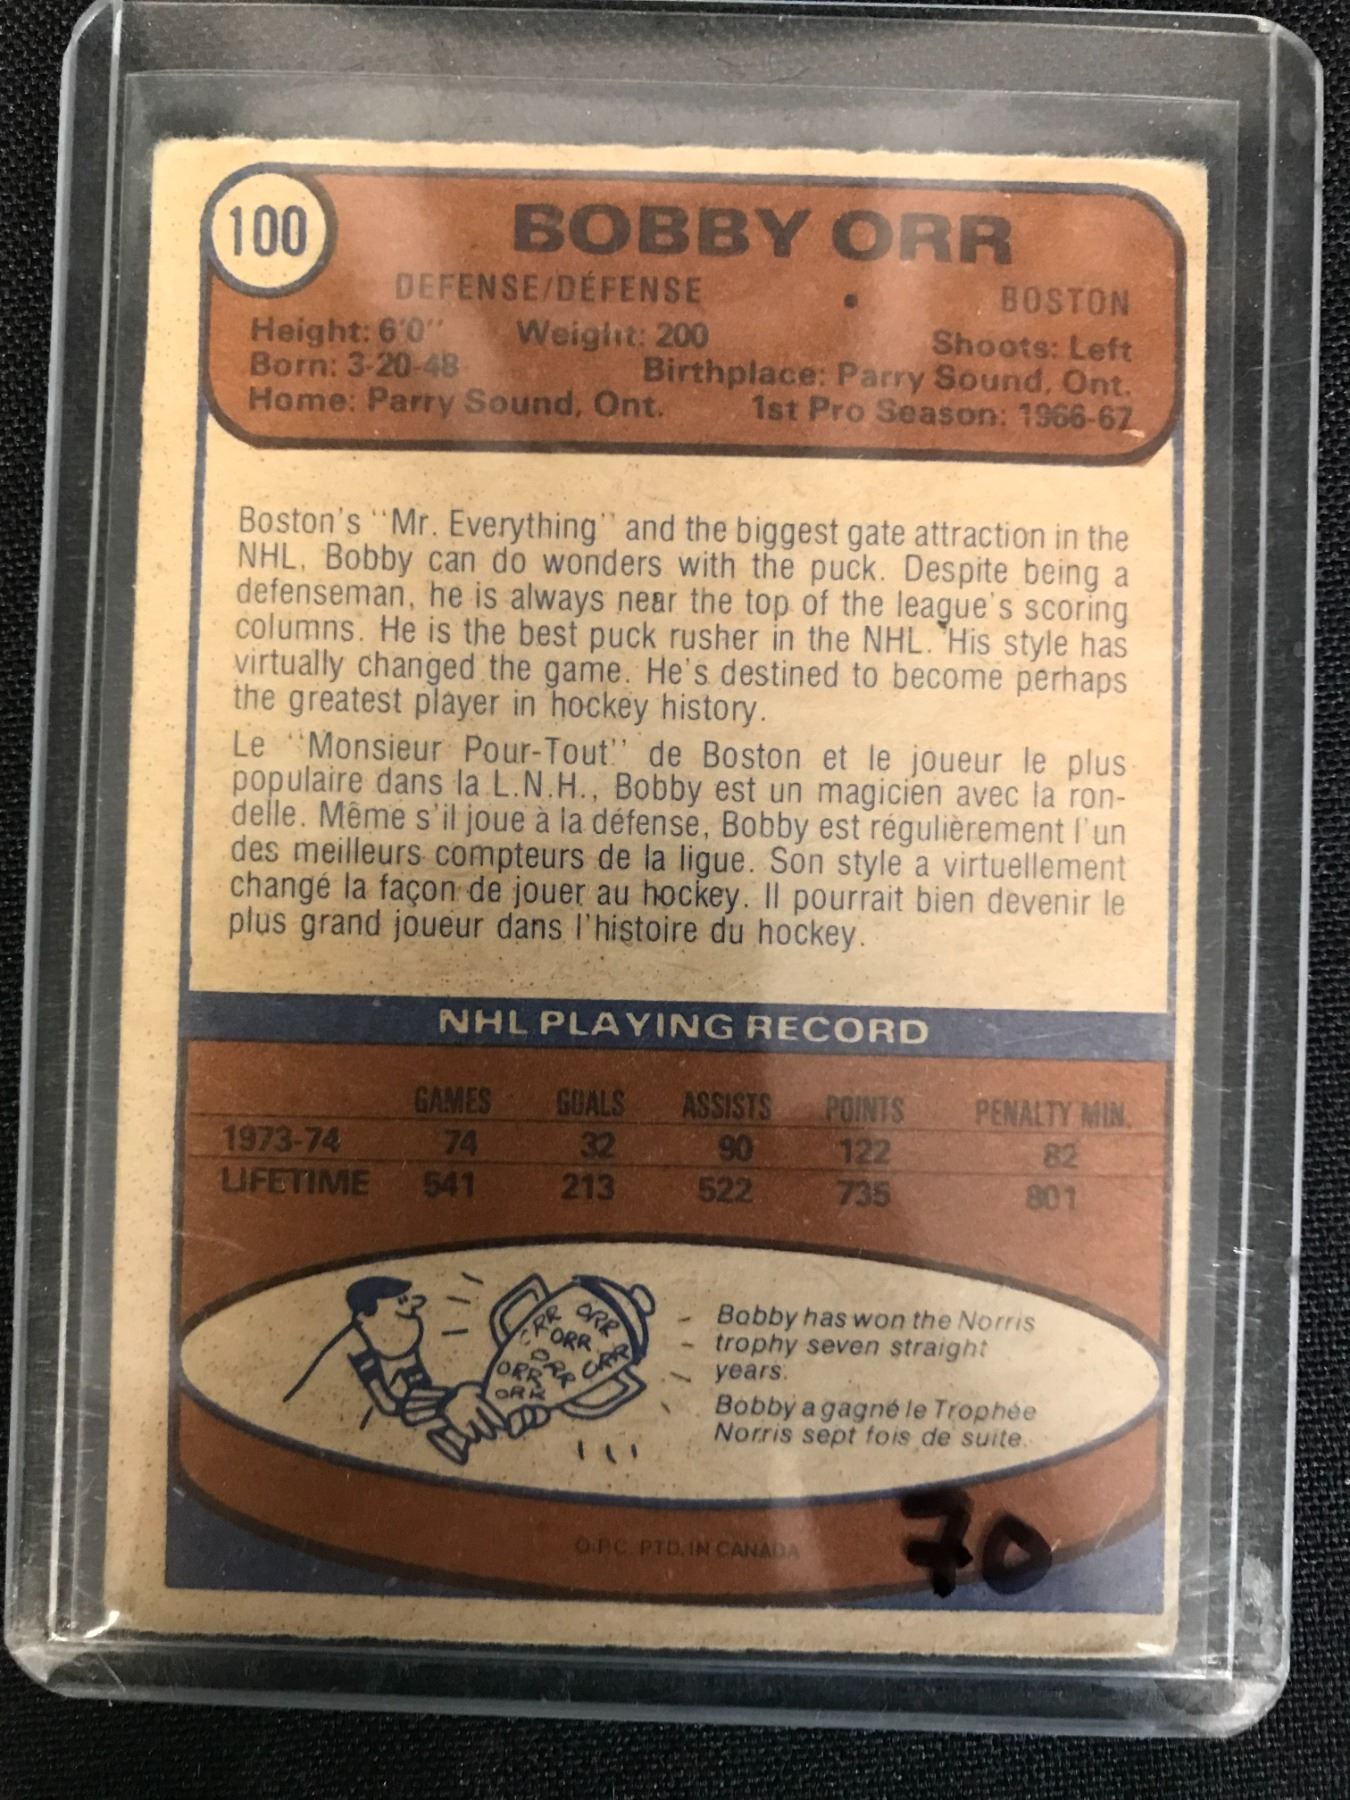 100
BOBBY ORR
DEFENSE/DÉFENSE • BOSTON
Height: 6'0" Weight: 200 Shoots: Left
Born: 3-20-48 Birthplace: Parry Sound, Ont.
Home: Parry Sound, Ont. 1st Pro Season: 1966-67
Boston's "Mr. Everything" and the biggest gate attraction in the
NHL, Bobby can do wonders with the puck. Despite being a
defenseman, he is always near the top of the league's scoring
columns. He is the best puck rusher in the NHL. His style has
virtually changed the game. He's destined to become perhaps
the greatest player in hockey history.
Le "Monsieur Pour-Tout" de Boston et le joueur le plus
populaire dans la L.N.H., Bobby est un magicien avec la ron-
delle. Même s'il joue à la défense, Bobby est régulièrement l'un
des meilleurs compteurs de la ligue. Son style a virtuellement
changé la façon de jouer au hockey. Il pourrait bien devenir le
plus grand joueur dans l'histoire du hockey.
NHL PLAYING RECORD
GAMES GOALS ASSISTS POINTS PENALTY MIN.
1973-74 74 32 90 122 82
LIFETIME 541 213 522 735 801
ORR ORR
ORR
ORR ORR
ORR
ORR
Bobby has won the Norris
trophy seven straight
years.
Bobby a gagné le Trophée
Norris sept fois de suite.
O.P.C. PTD. IN CANADA
70